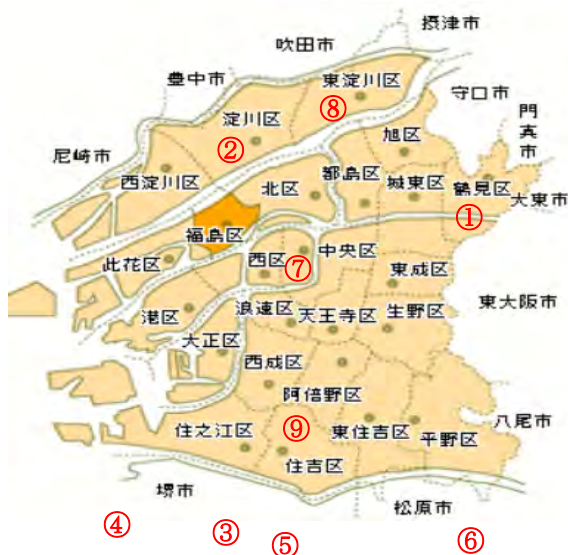 摂津市
吹田市
豊中市
東淀川区
守口市
⑧
淀川区
門真市
旭区
②
尼崎市
西淀川区
北区
都島区
城東区
鶴見区
大東市
①
福島区
中央区
此花区
西区
⑦
東成区
東大阪市
港区
浪速区
天王寺区
生野区
大正区
西成区
阿倍野区
八尾市
住之江区
⑨
東住吉区
平野区
住吉区
堺市
松原市
④
③
⑤
⑥